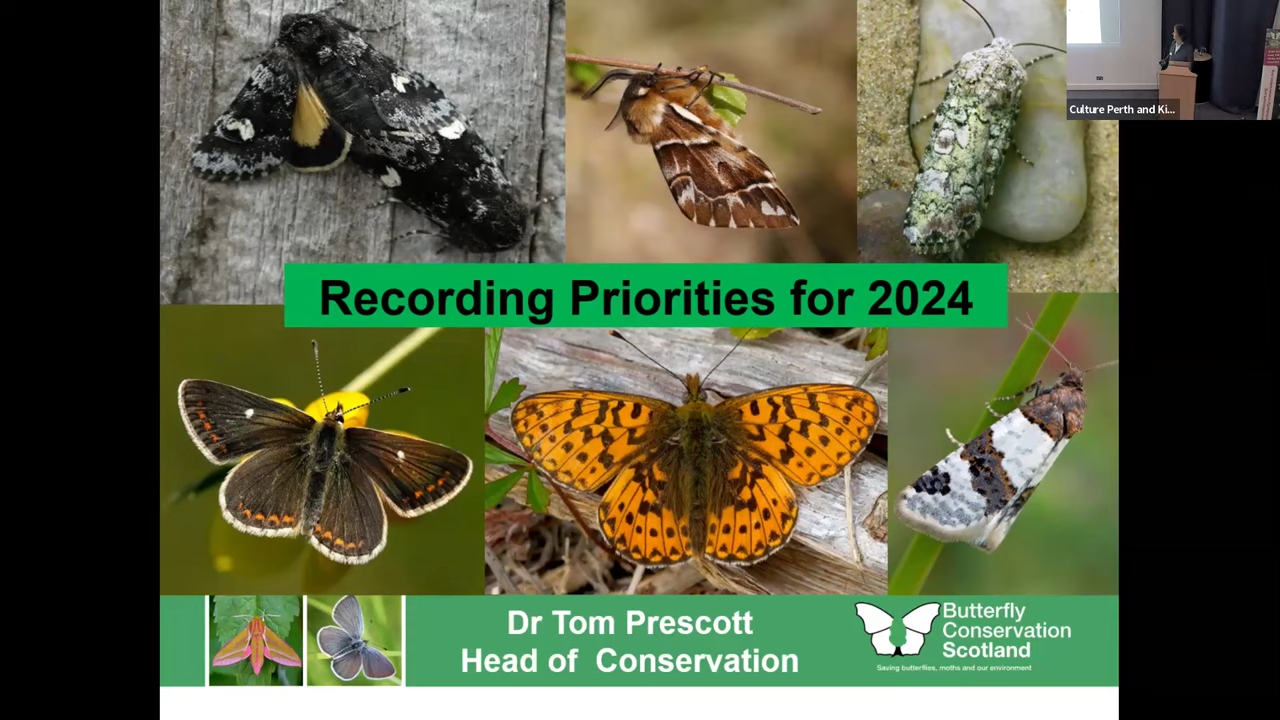 Culture Perth and Ki...
Recording Priorities for 2024
Dr Tom Prescott
Head of Conservation
Butterfly
Conservation
Scotland
Saving butterflies, moths and our environment